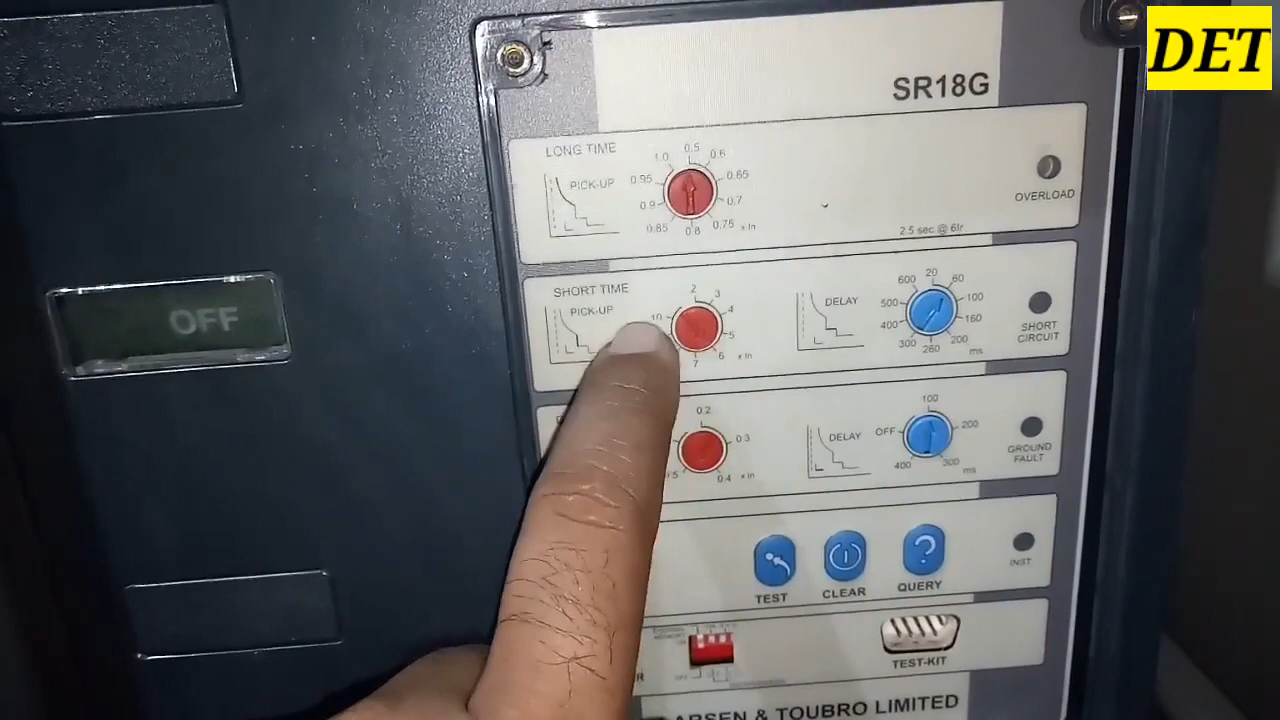 DET
SR18G
LONG TIME
PICK-UP
0.5
0.6
0.65
0.7
0.75
0.8
0.85
0.9
0.95
1.0
x In
2.5 sec @ 6Ir
OVERLOAD
OFF
SHORT TIME
PICK-UP
2
3
4
5
6
7
10
x In
DELAY
20
60
100
160
200
260
300
400
500
600
ms
SHORT
CIRCUIT
0.2
0.3
0.4
x In
DELAY
OFF
100
200
300
400
ms
GROUND
FAULT
TEST
CLEAR
QUERY
INST
TEST-KIT
ARSEN & TOUBRO LIMITED